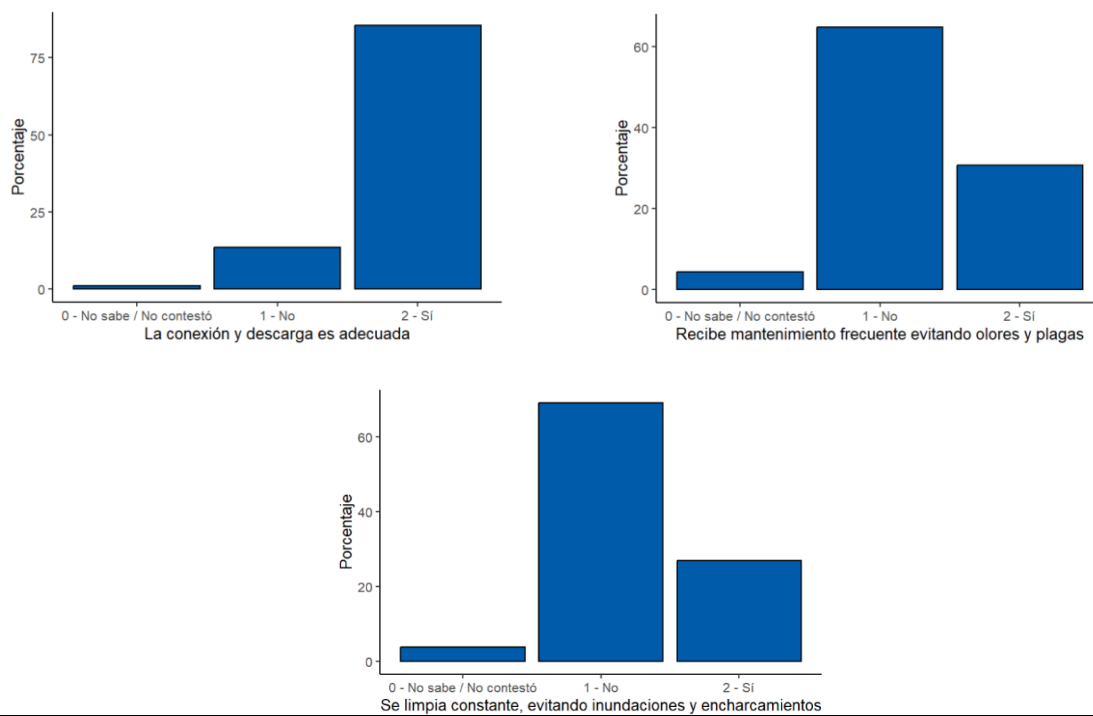 Porcentaje
75
50
25
0
0 - No sabe / No contestó 1 - No 2 - Sí
La conexión y descarga es adecuada
Porcentaje
60
40
20
0
0 - No sabe / No contestó 1 - No 2 - Sí
Recibe mantenimiento frecuente evitando olores y plagas
Porcentaje
60
40
20
0
0 - No sabe / No contestó 1 - No 2 - Sí
Se limpia constante, evitando inundaciones y encharcamientos